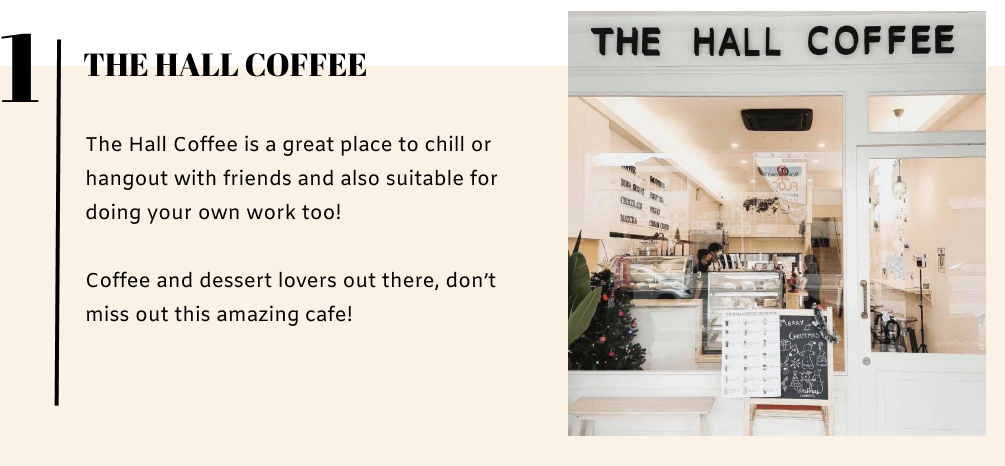 1
THE HALL COFFEE
The Hall Coffee is a great place to chill or
hangout with friends and also suitable for
doing your own work too!
Coffee and dessert lovers out there, don't
miss out this amazing cafe!
THE HALL COFFEE
CHOCOLATE
MATCHA
MERRY
CHRISTMAS